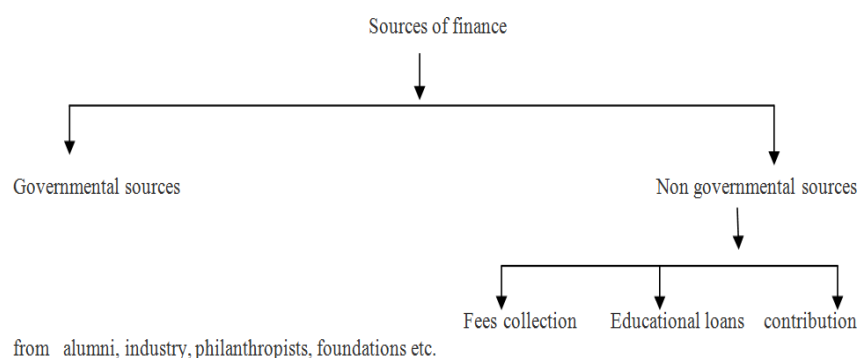 Sources of finance
Governmental sources Non governmental sources
Fees collection Educational loans contribution
from alumni, industry, philanthropists, foundations etc.